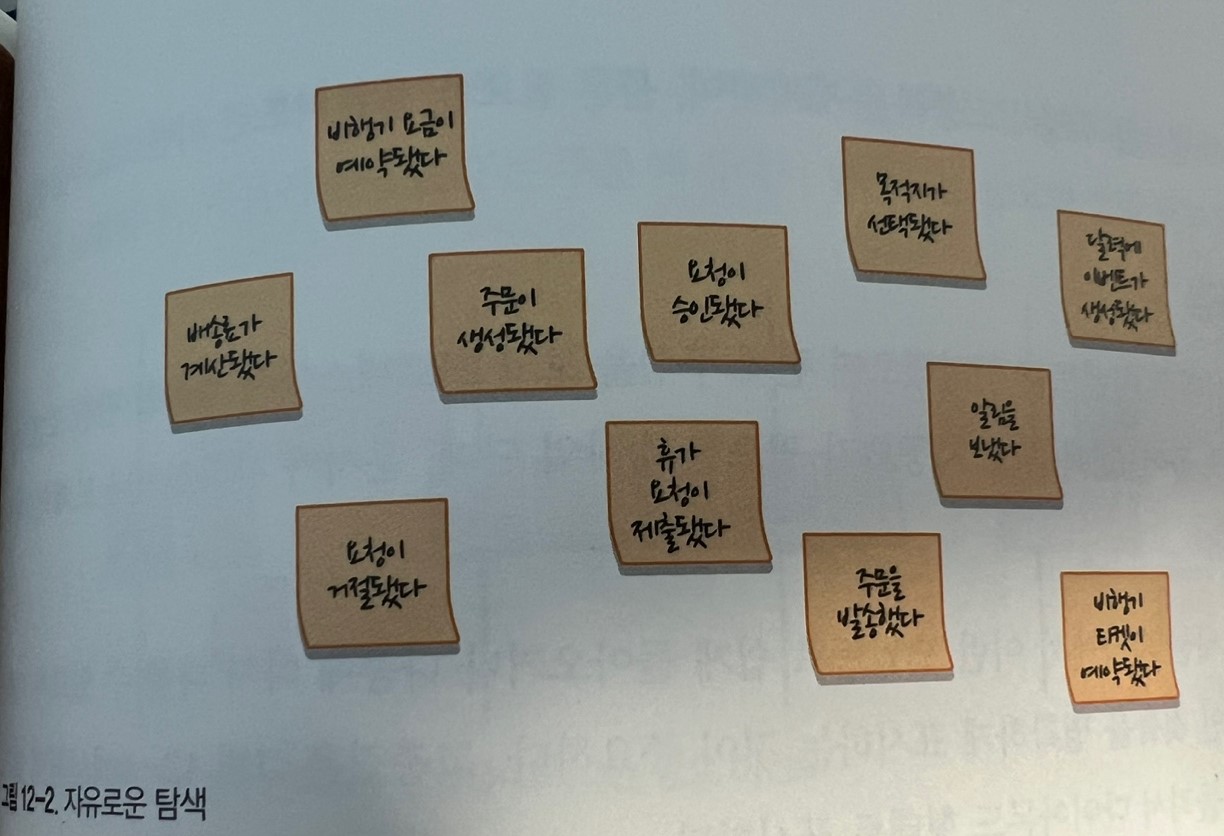 비행기 요금이
예약됐다
목적지가
선택됐다
달력에
이벤트가
생성됐다
배송료가
계산됐다
주문이
생성됐다
요청이
승인됐다
알림을
보냈다
휴가
요청이
제출됐다
요청이
거절됐다
주문을
발송했다
비행기
티켓이
예약됐다
그림 12-2. 자유로운 탐색